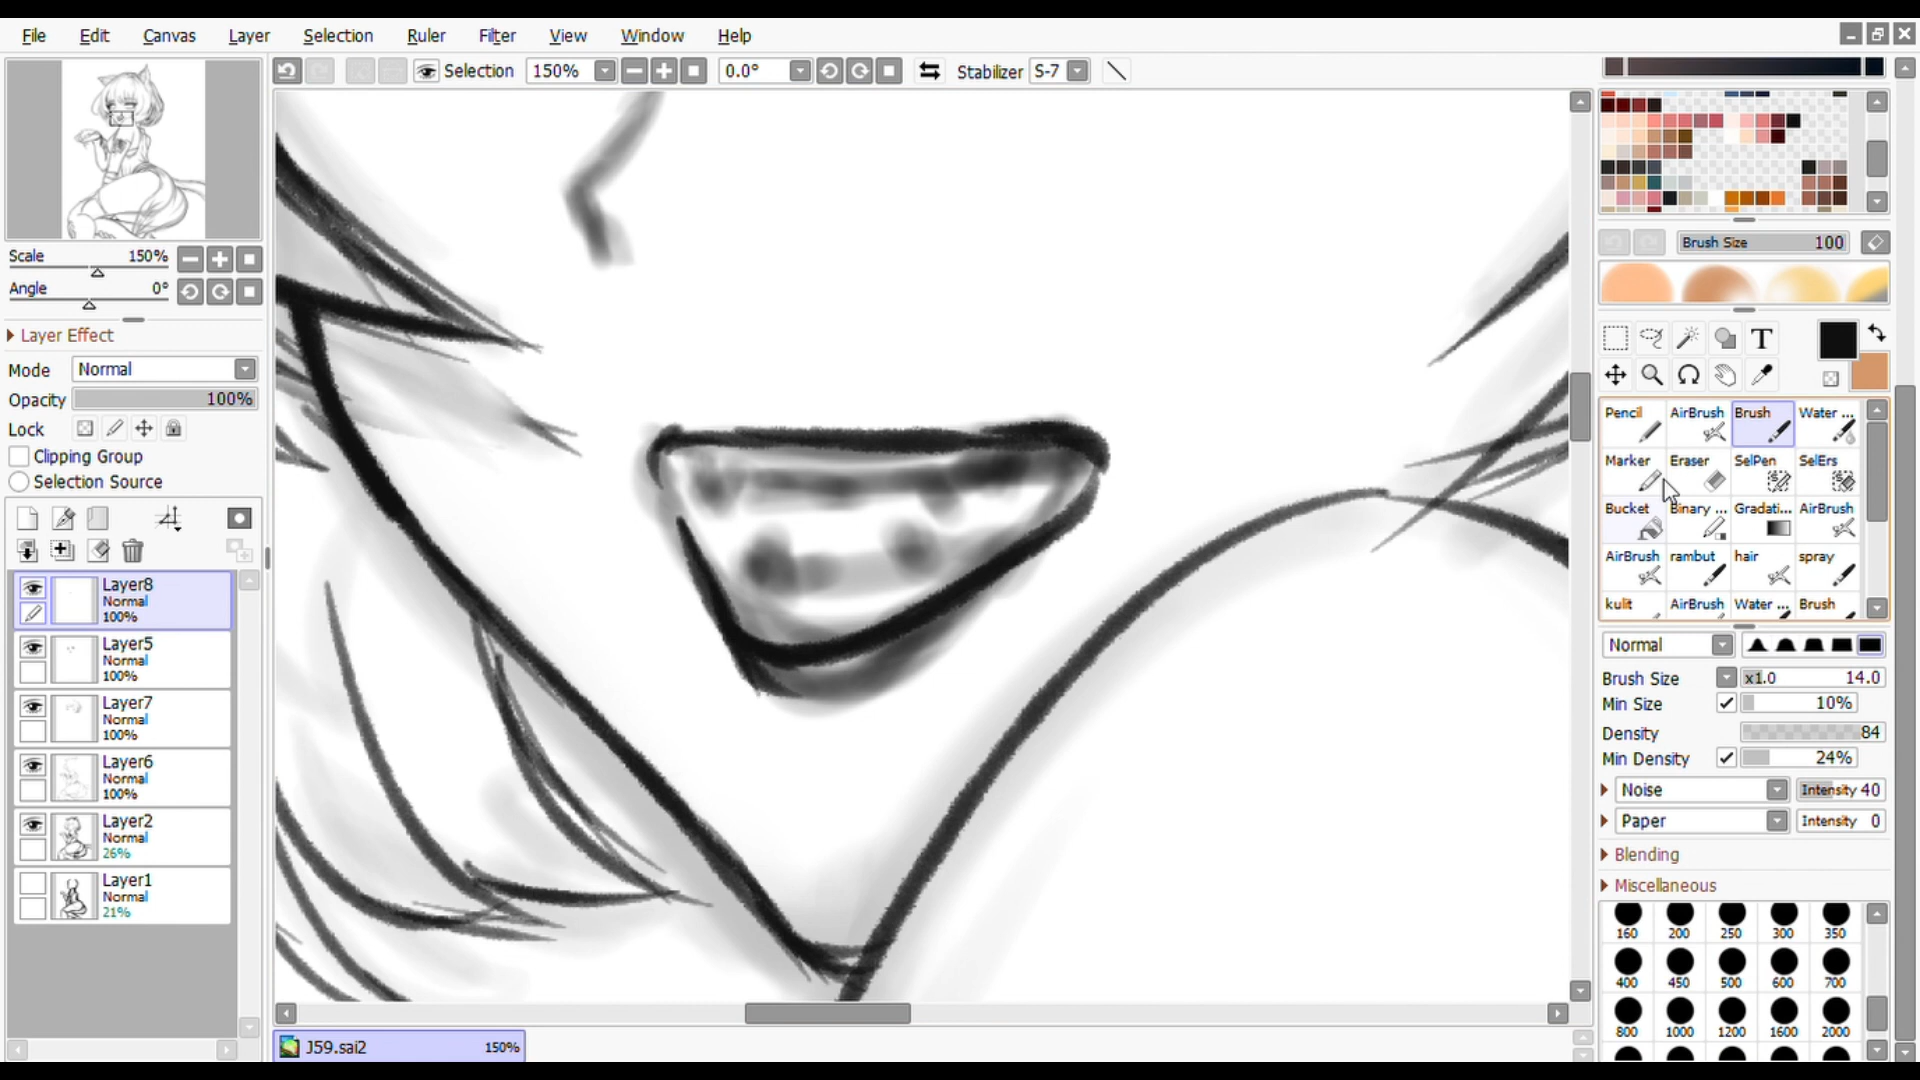 File Edit Canvas Layer Selection Ruler Filter View Window Help
Selection 150% 0.0° Stabilizer S-7
Scale 150%
Angle 0°
Layer Effect
Mode Normal
Opacity 100%
Lock
Clipping Group
Selection Source
Layer8
Normal
100%
Layer5
Normal
100%
Layer7
Normal
100%
Layer6
Normal
100%
Layer2
Normal
26%
Layer1
Normal
21%
J59.sai2 150%
Brush Size 100
T
Pencil AirBrush Brush Water ...
Marker Eraser SelPen SelErs
Bucket Binary ... Gradati... AirBrush
AirBrush rambut hair spray
kulit AirBrush Water ... Brush
Normal
Brush Size x1.0 14.0
Min Size 10%
Density 84
Min Density 24%
Noise Intensity 40
Paper Intensity 0
Blending
Miscellaneous
160 200 250 300 350
400 450 500 600 700
800 1000 1200 1600 2000